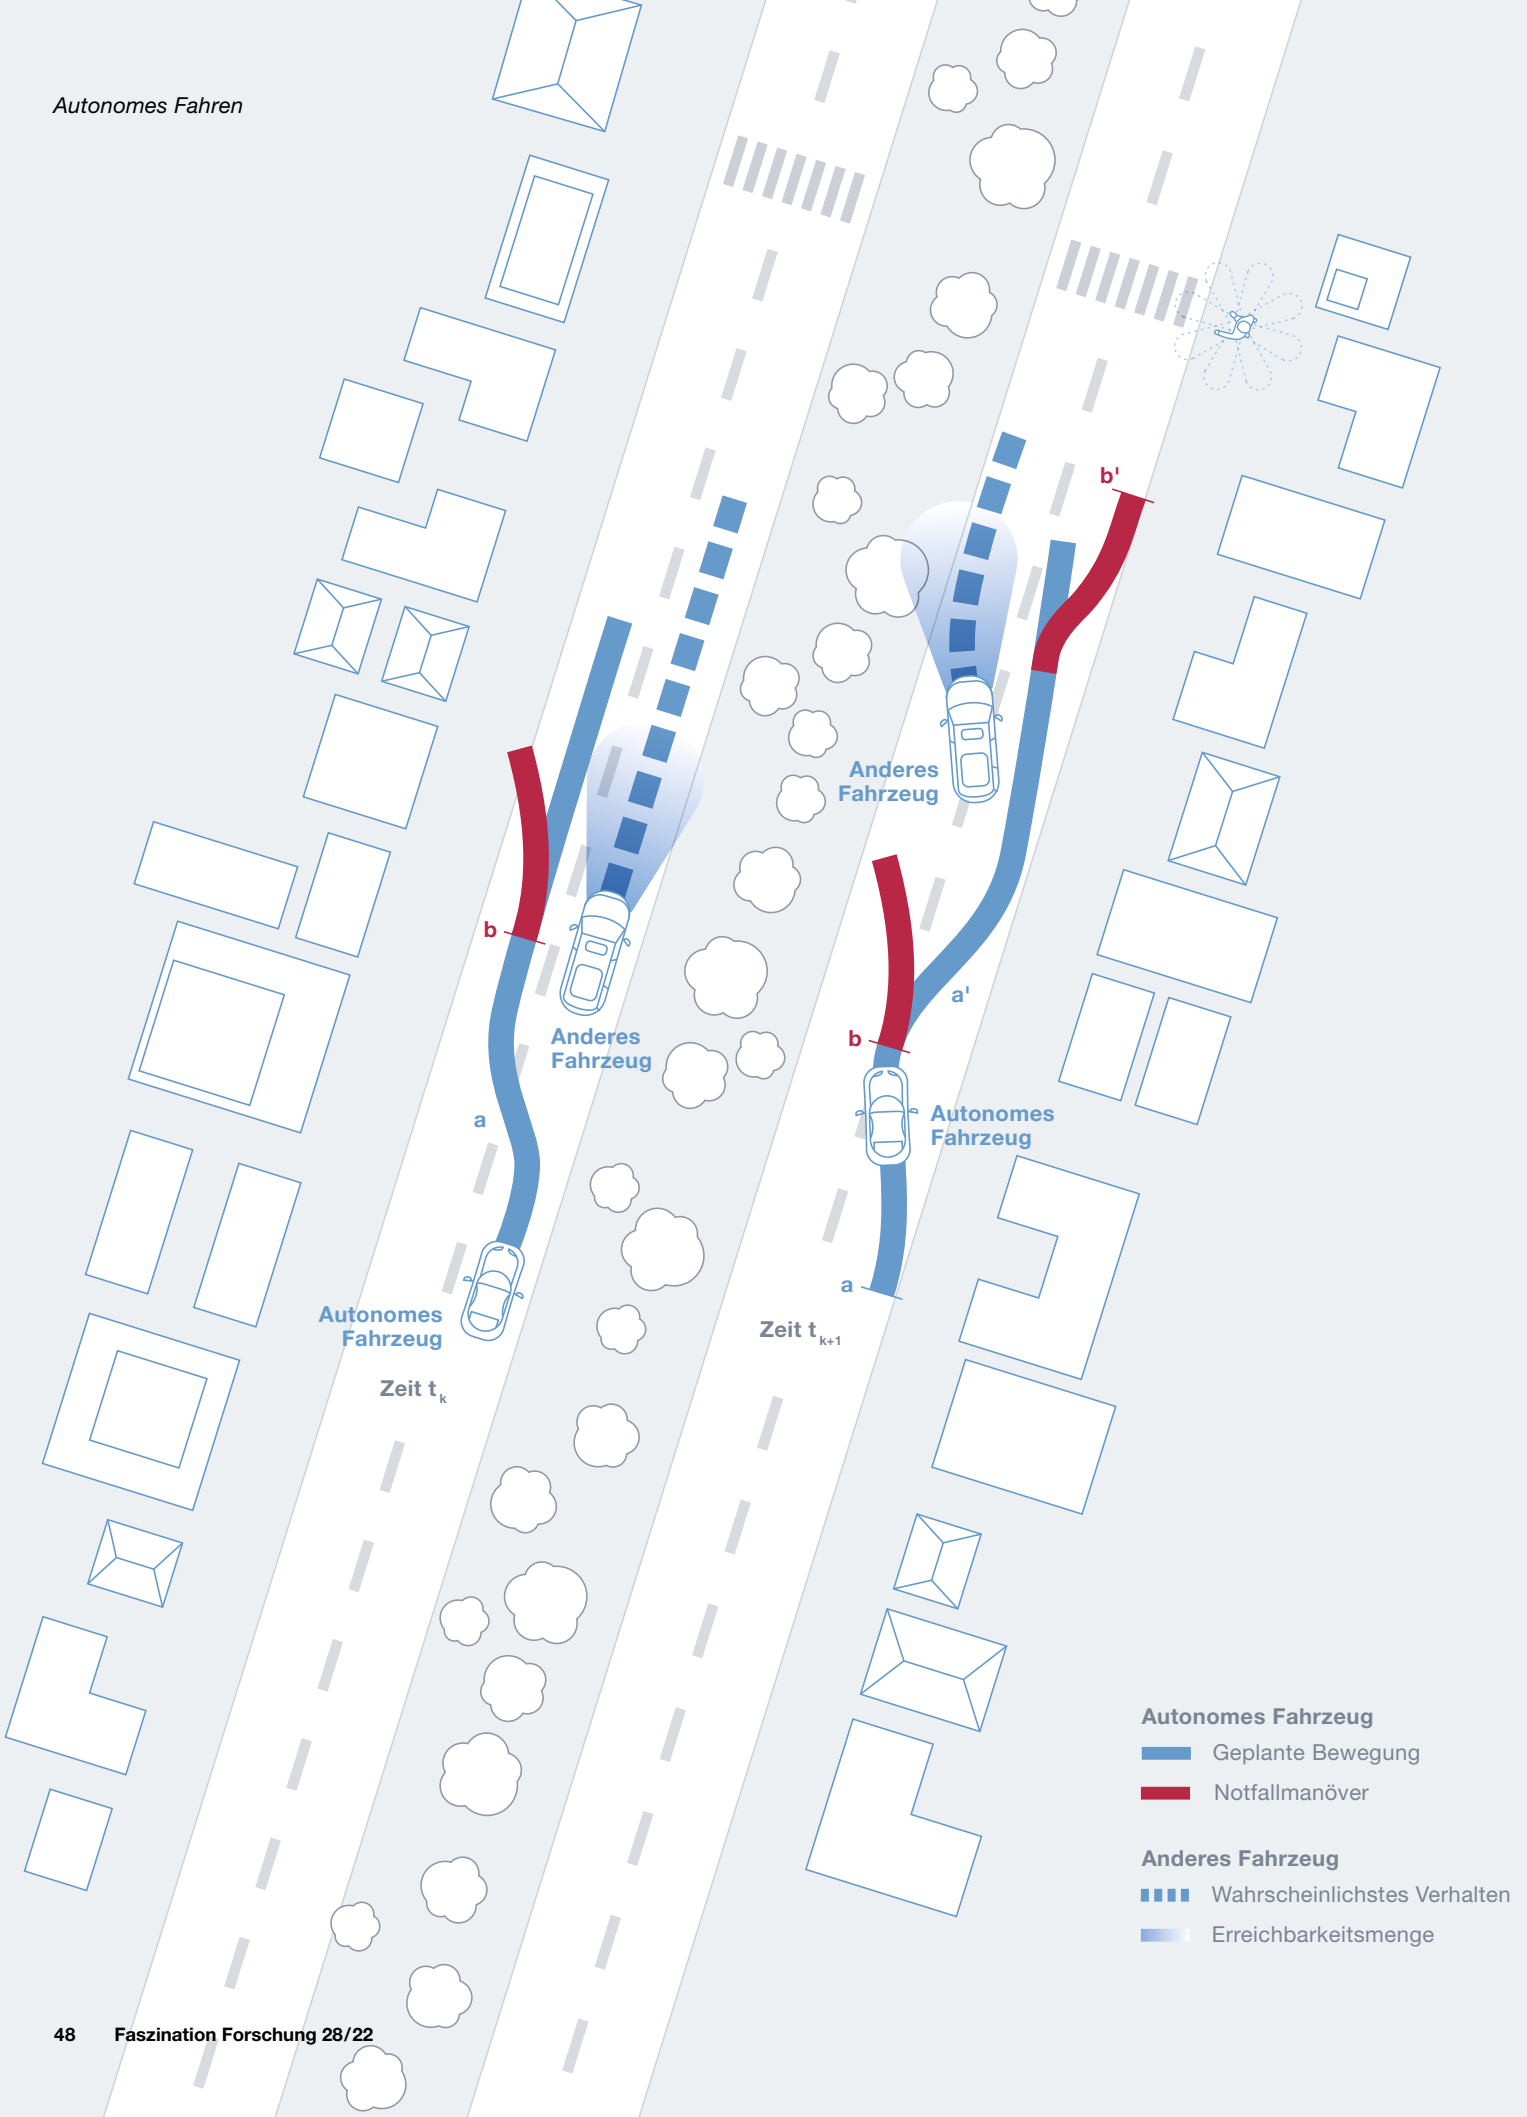 Autonomes Fahren
b'
Anderes
Fahrzeug
b
a'
Anderes
Fahrzeug
b
a
Autonomes
Fahrzeug
a
Autonomes
Fahrzeug
Zeit t k+1
Zeit t k
Autonomes Fahrzeug
Geplante Bewegung
Notfallmanöver
Anderes Fahrzeug
Wahrscheinlichstes Verhalten
Erreichbarkeitsmenge
48 Faszination Forschung 28/22